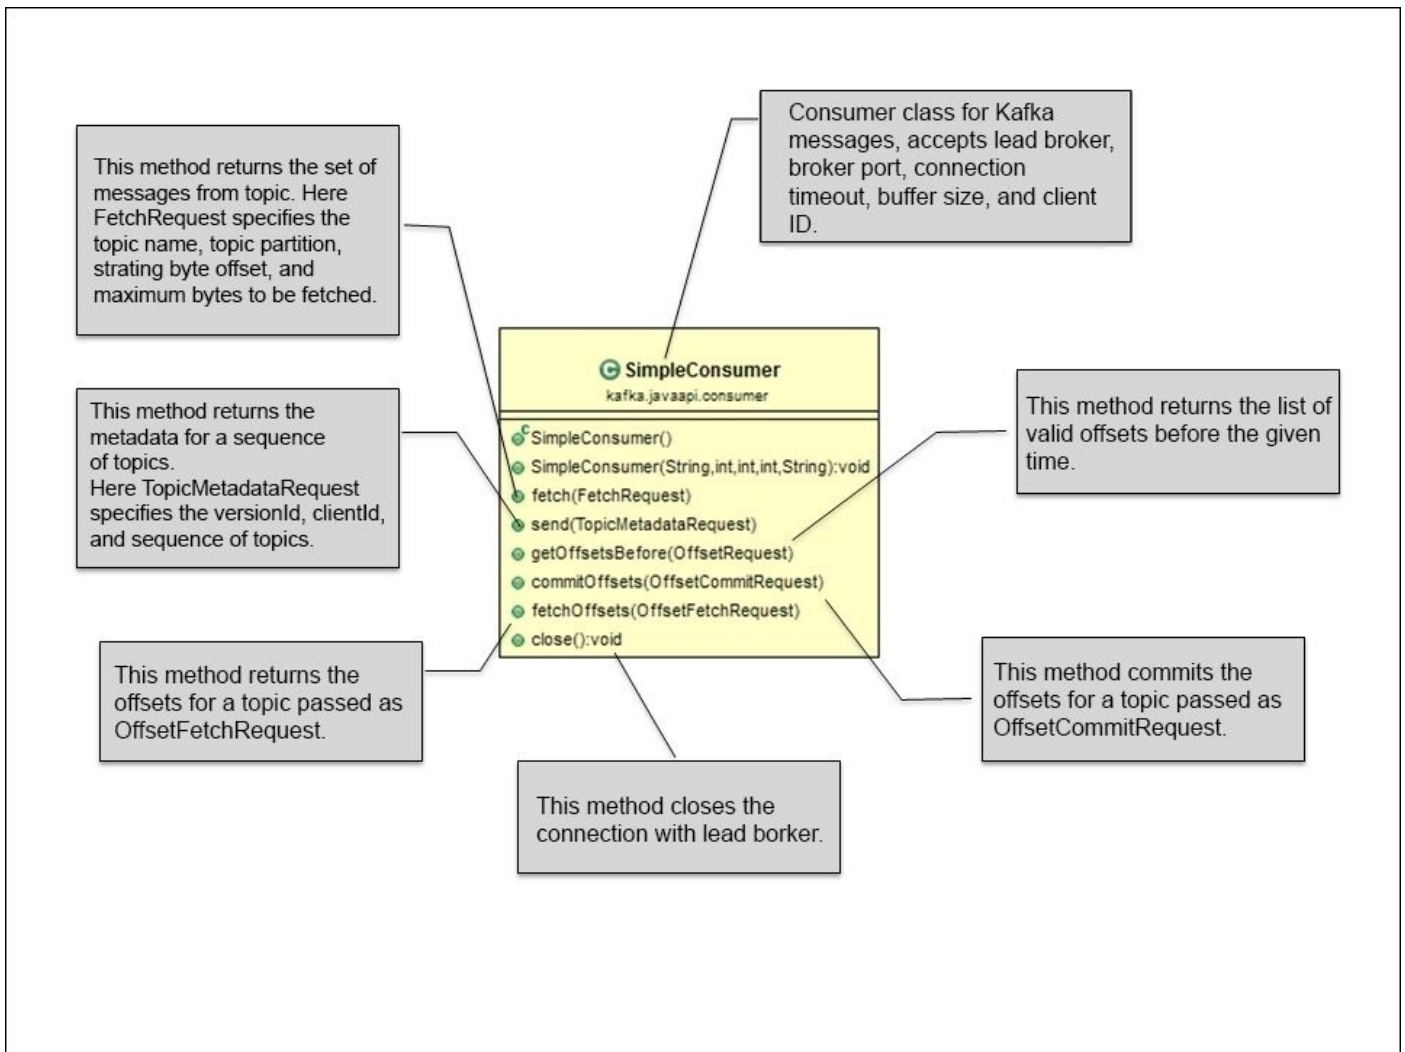 Consumer class for Kafka
messages, accepts lead broker,
broker port, connection
timeout, buffer size, and client
ID.
This method returns the set of
messages from topic. Here
FetchRequest specifies the
topic name, topic partition,
strating byte offset, and
maximum bytes to be fetched.
C SimpleConsumer
kafka.javaapi.consumer
C SimpleConsumer()
SimpleConsumer(String,int,int,int,String):void
fetch(FetchRequest)
send(TopicMetadataRequest)
getOffsetsBefore(OffsetRequest)
commitOffsets(OffsetCommitRequest)
fetchOffsets(OffsetFetchRequest)
close():void
This method returns the list of
valid offsets before the given
time.
This method returns the
metadata for a sequence
of topics.
Here TopicMetadataRequest
specifies the versionId, clientId,
and sequence of topics.
This method returns the
offsets for a topic passed as
OffsetFetchRequest.
This method commits the
offsets for a topic passed as
OffsetCommitRequest.
This method closes the
connection with lead borker.